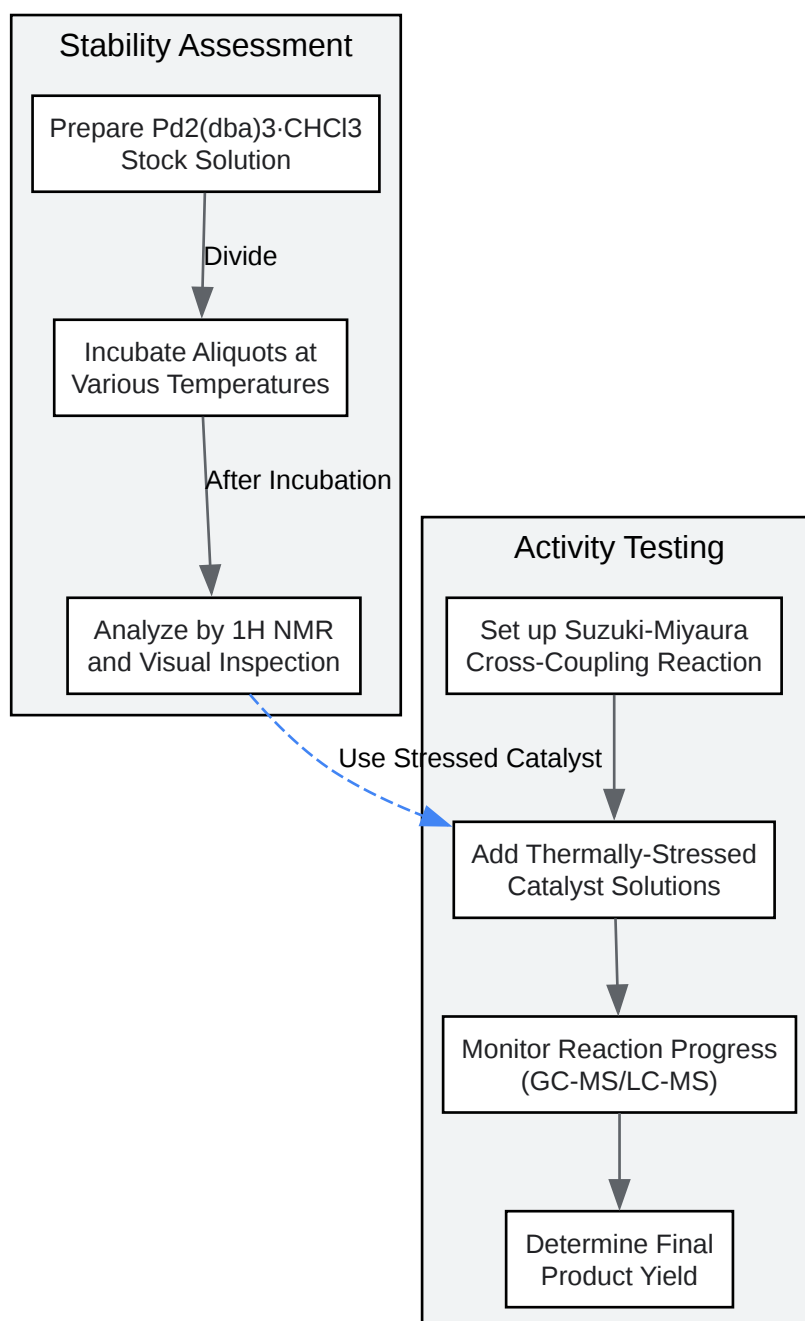 Stability Assessment
Prepare Pd2(dba)3·CHCl3
Stock Solution
Divide
Incubate Aliquots at
Various Temperatures
After Incubation
Analyze by 1H NMR
and Visual Inspection
Use Stressed Catalyst
Activity Testing
Set up Suzuki-Miyaura
Cross-Coupling Reaction
Add Thermally-Stressed
Catalyst Solutions
Monitor Reaction Progress
(GC-MS/LC-MS)
Determine Final
Product Yield